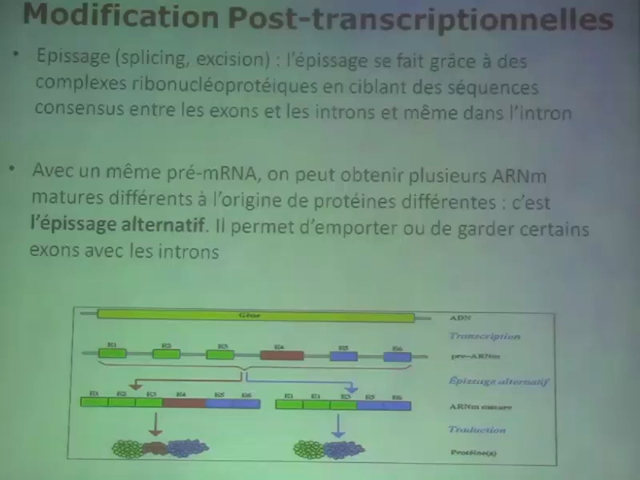 Modification Post-transcriptionnelles
• Epissage (splicing, excision) : l'épissage se fait grâce à des
complexes ribonucléoprotéiques en ciblant des séquences
consensus entre les exons et les introns et même dans l'intron
• Avec un même pré-mRNA, on peut obtenir plusieurs ARNm
matures différents à l'origine de protéines différentes : c'est
l'épissage alternatif. Il permet d'emporter ou de garder certains
exons avec les introns
Gène ADN
Transcription
pre-ARNm
Épissage alternatif
ARNm mature
Traduction
Protéine(s)